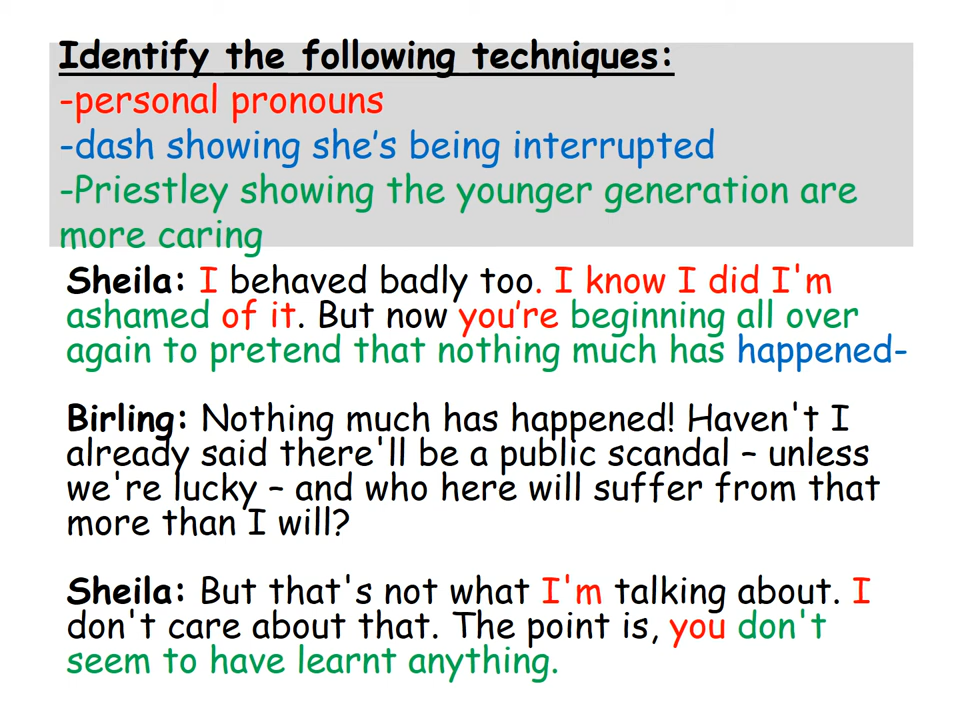 Identify the following techniques:
-personal pronouns
-dash showing she’s being interrupted
-Priestley showing the younger generation are
more caring
Sheila: I behaved badly too. I know I did I'm
ashamed of it. But now you’re beginning all over
again to pretend that nothing much has happened-
Birling: Nothing much has happened! Haven't I
already said there'll be a public scandal – unless
we're lucky – and who here will suffer from that
more than I will?
Sheila: But that's not what I'm talking about. I
don't care about that. The point is, you don't
seem to have learnt anything.